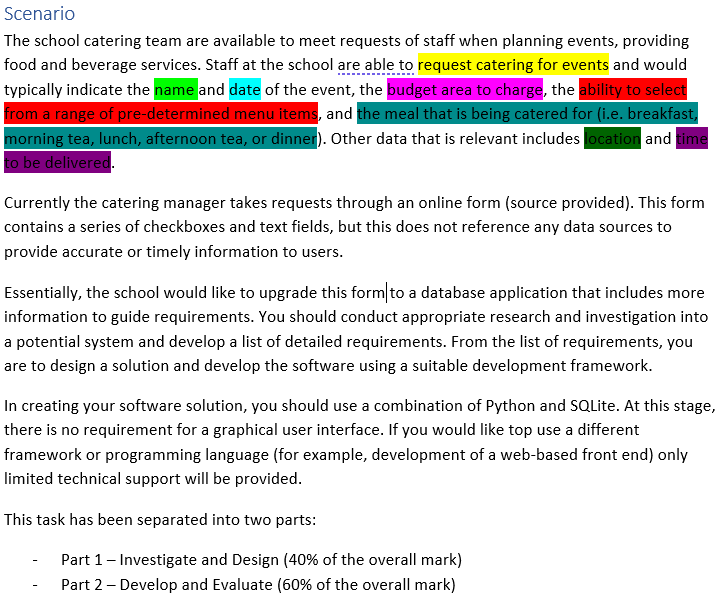 Scenario
The school catering team are available to meet requests of staff when planning events, providing
food and beverage services. Staff at the school are able to request catering for events and would
typically indicate the name and date of the event, the budget area to charge, the ability to select
from a range of pre-determined menu items, and the meal that is being catered for (i.e. breakfast,
morning tea, lunch, afternoon tea, or dinner). Other data that is relevant includes location and time
to be delivered.
Currently the catering manager takes requests through an online form (source provided). This form
contains a series of checkboxes and text fields, but this does not reference any data sources to
provide accurate or timely information to users.
Essentially, the school would like to upgrade this form to a database application that includes more
information to guide requirements. You should conduct appropriate research and investigation into
a potential system and develop a list of detailed requirements. From the list of requirements, you
are to design a solution and develop the software using a suitable development framework.
In creating your software solution, you should use a combination of Python and SQLite. At this stage,
there is no requirement for a graphical user interface. If you would like top use a different
framework or programming language (for example, development of a web-based front end) only
limited technical support will be provided.
This task has been separated into two parts:
- Part 1 – Investigate and Design (40% of the overall mark)
- Part 2 – Develop and Evaluate (60% of the overall mark)